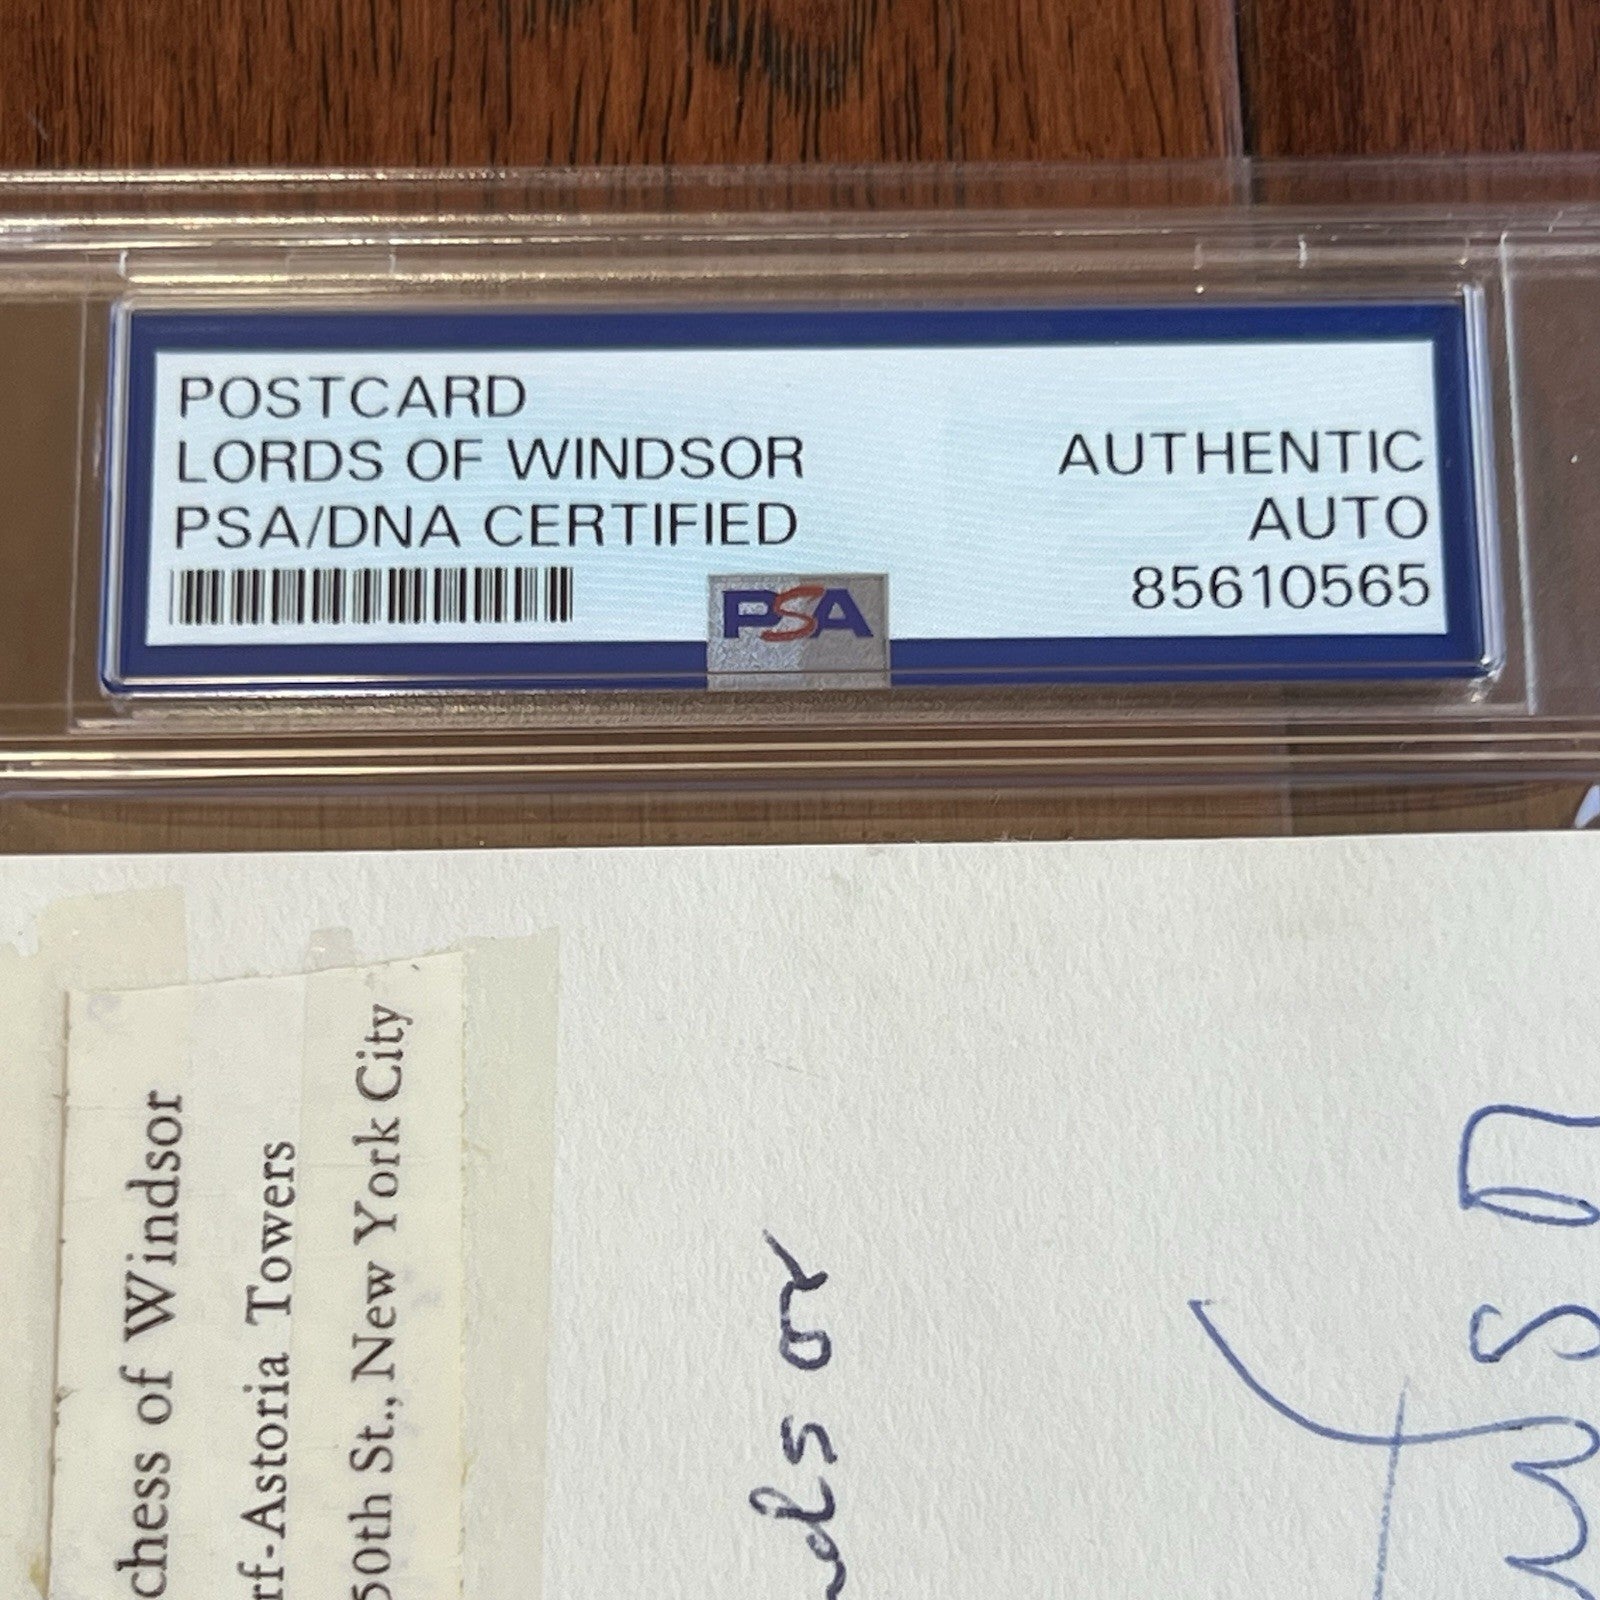 POSTCARD
LORDS OF WINDSOR
PSA/DNA CERTIFIED
AUTHENTIC
AUTO
85610565
PSA
chess of Windsor
rf-Astoria Towers
50th St., New York City
ndsor